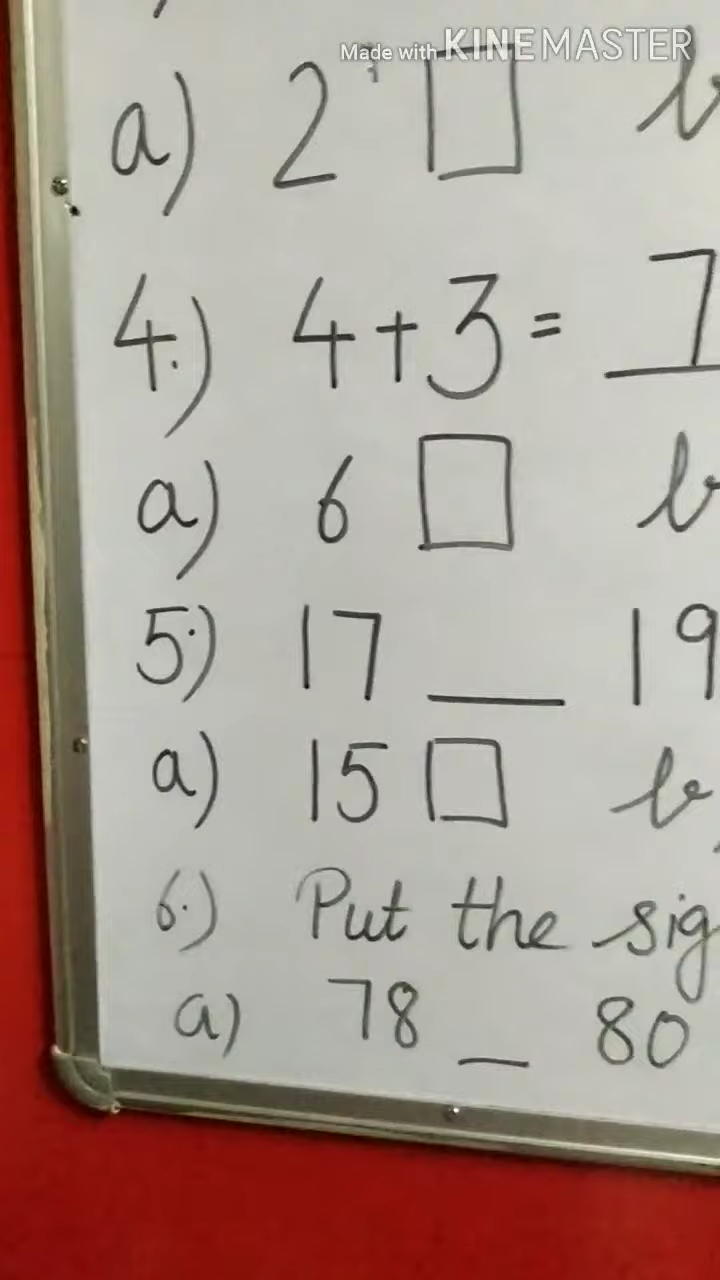 Made with KINEMASTER
a) 2 b
4.) 4+3= 7
a) 6 b
5.) 17 __ 19
a) 15 b
6.) Put the sig
a) 78 _ 80